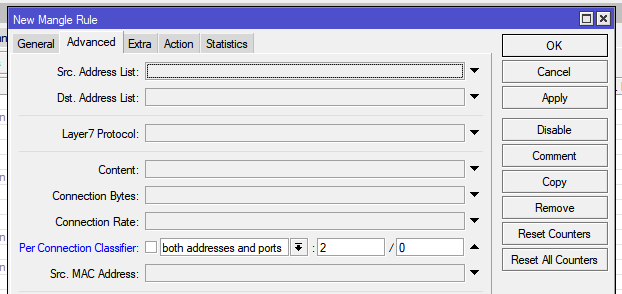 New Mangle Rule
General Advanced Extra Action Statistics
Src. Address List:
Dst. Address List:
Layer7 Protocol:
Content:
Connection Bytes:
Connection Rate:
Per Connection Classifier: both addresses and ports : 2 / 0
Src. MAC Address:
OK
Cancel
Apply
Disable
Comment
Copy
Remove
Reset Counters
Reset All Counters